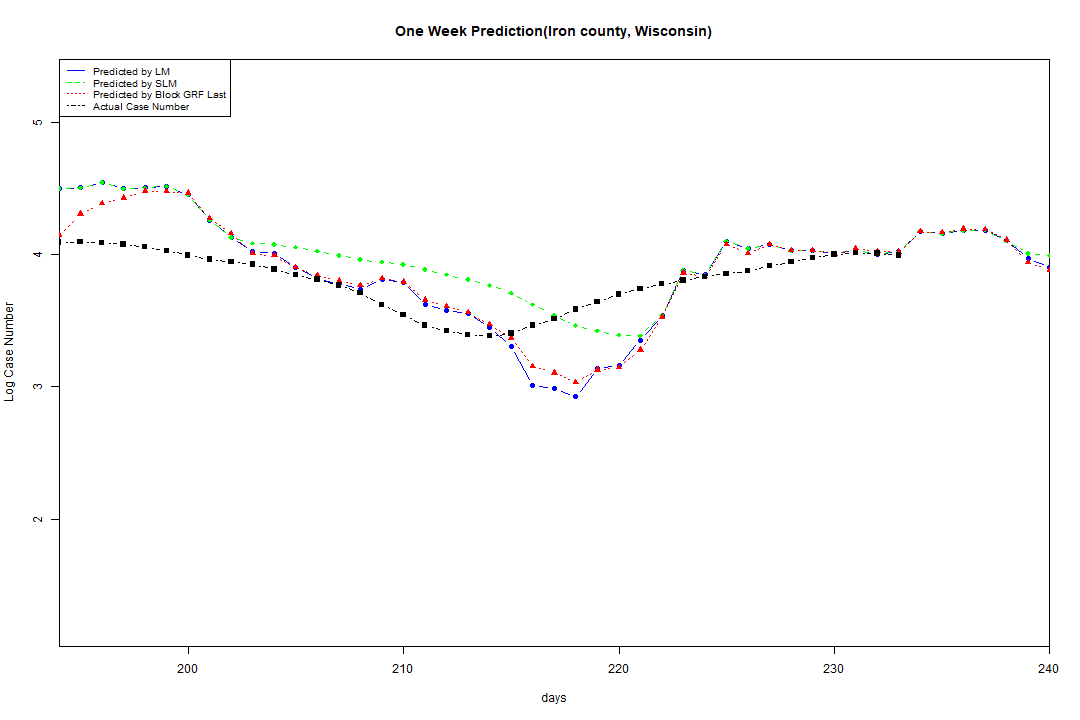 One Week Prediction(Iron county, Wisconsin)
Predicted by LM
Predicted by SLM
Predicted by Block GRF Last
Actual Case Number
5
4
3
2
Log Case Number
200 210 220 230 240
days